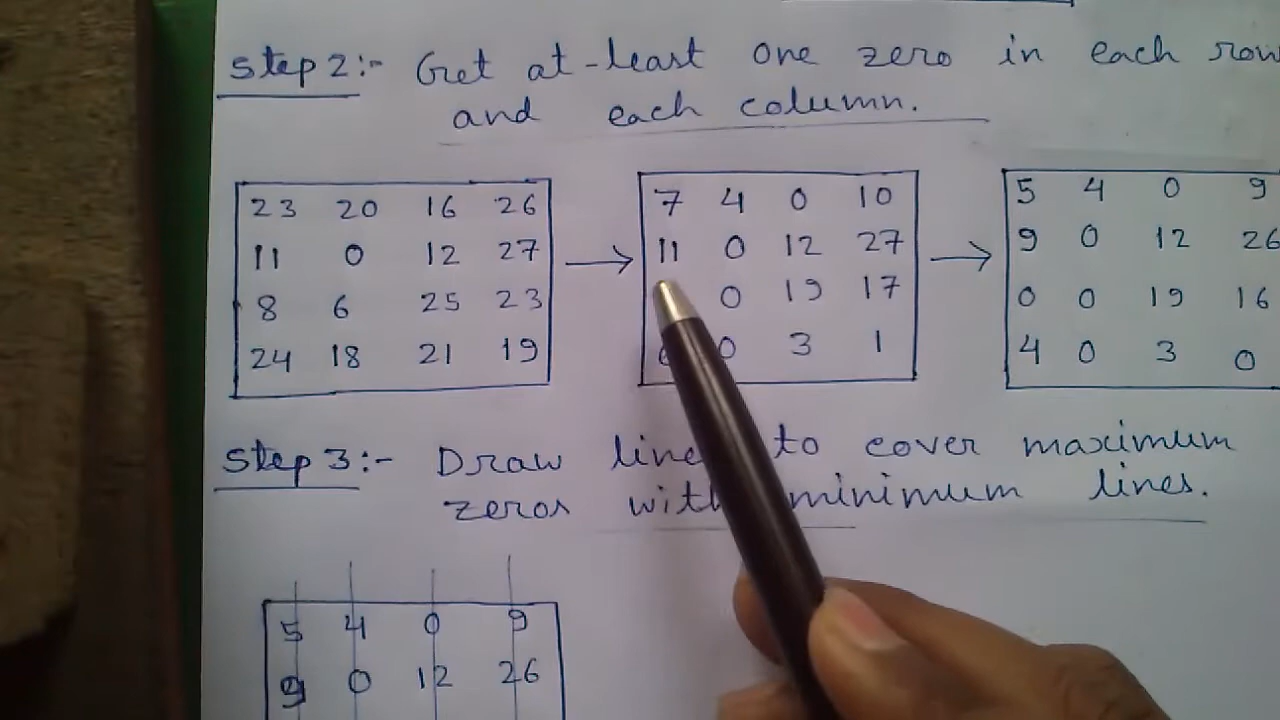 Step 2:- Get at-least one zero in each row
and each column.
23 20 16 26
11 0 12 27
8 6 25 23
24 18 21 19
7 4 0 10
11 0 12 27
0 19 17
0 3 1
5 4 0 9
9 0 12 26
0 0 19 16
4 0 3 0
Step 3:- Draw lines to cover maximum
zeros with minimum lines.
5 4 0 9
9 0 12 26